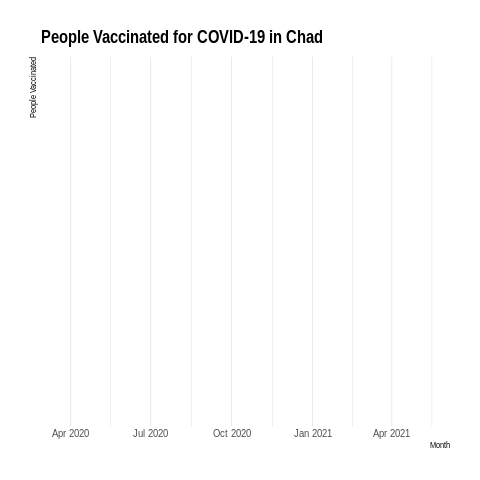 People Vaccinated for COVID-19 in Chad
People Vaccinated
Apr 2020 Jul 2020 Oct 2020 Jan 2021 Apr 2021
Month